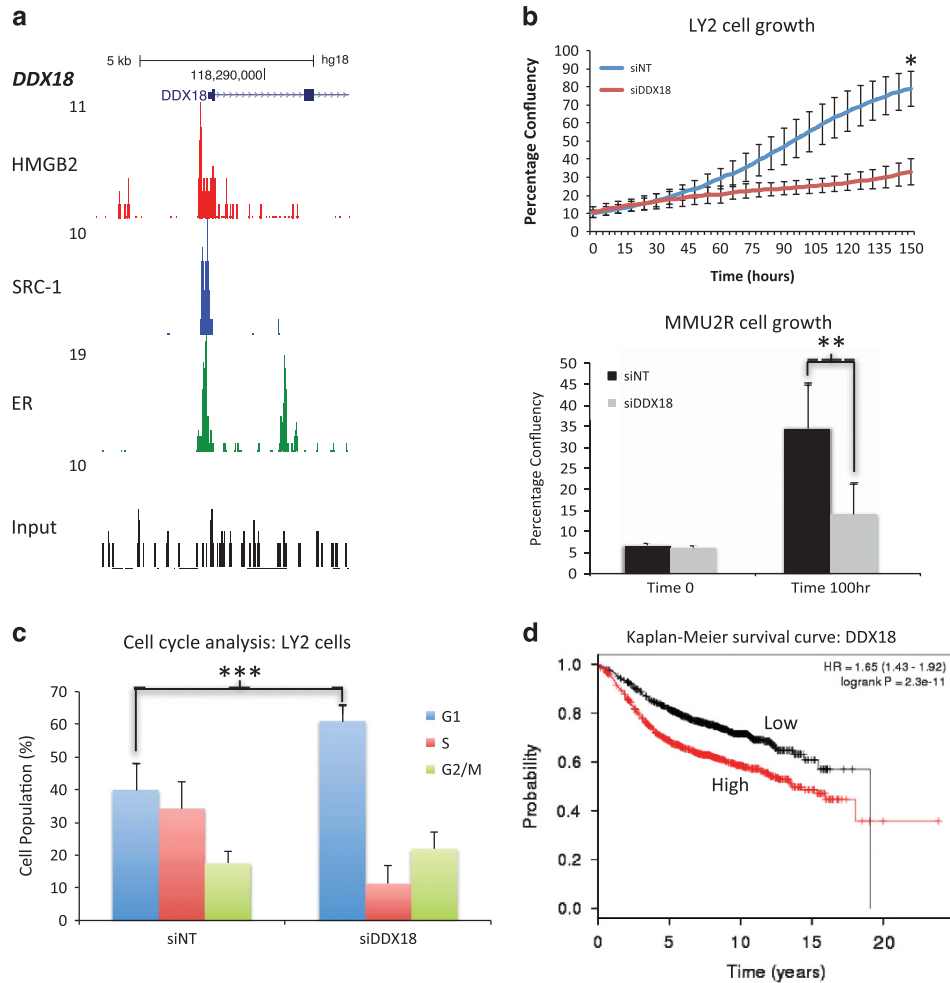 a
5 kb
hg18
118,290,000
DDX18
DDX18
11
HMGB2
10
SRC-1
19
ER
10
Input
b
LY2 cell growth
siNT
siDDX18
*
Percentage Confluency
100
90
80
70
60
50
40
30
20
10
0
0 15 30 45 60 75 90 105 120 135 150
Time (hours)
MMU2R cell growth
**
siNT
siDDX18
Percentage Confluency
50
45
40
35
30
25
20
15
10
5
0
Time 0 Time 100hr
c
Cell cycle analysis: LY2 cells
***
G1
S
G2/M
Cell Population (%)
70
60
50
40
30
20
10
0
siNT siDDX18
d
Kaplan-Meier survival curve: DDX18
HR = 1.65 (1.43 - 1.92)
logrank P = 2.3e-11
Low
High
Probability
1.0
0.8
0.6
0.4
0.2
0.0
0 5 10 15 20
Time (years)